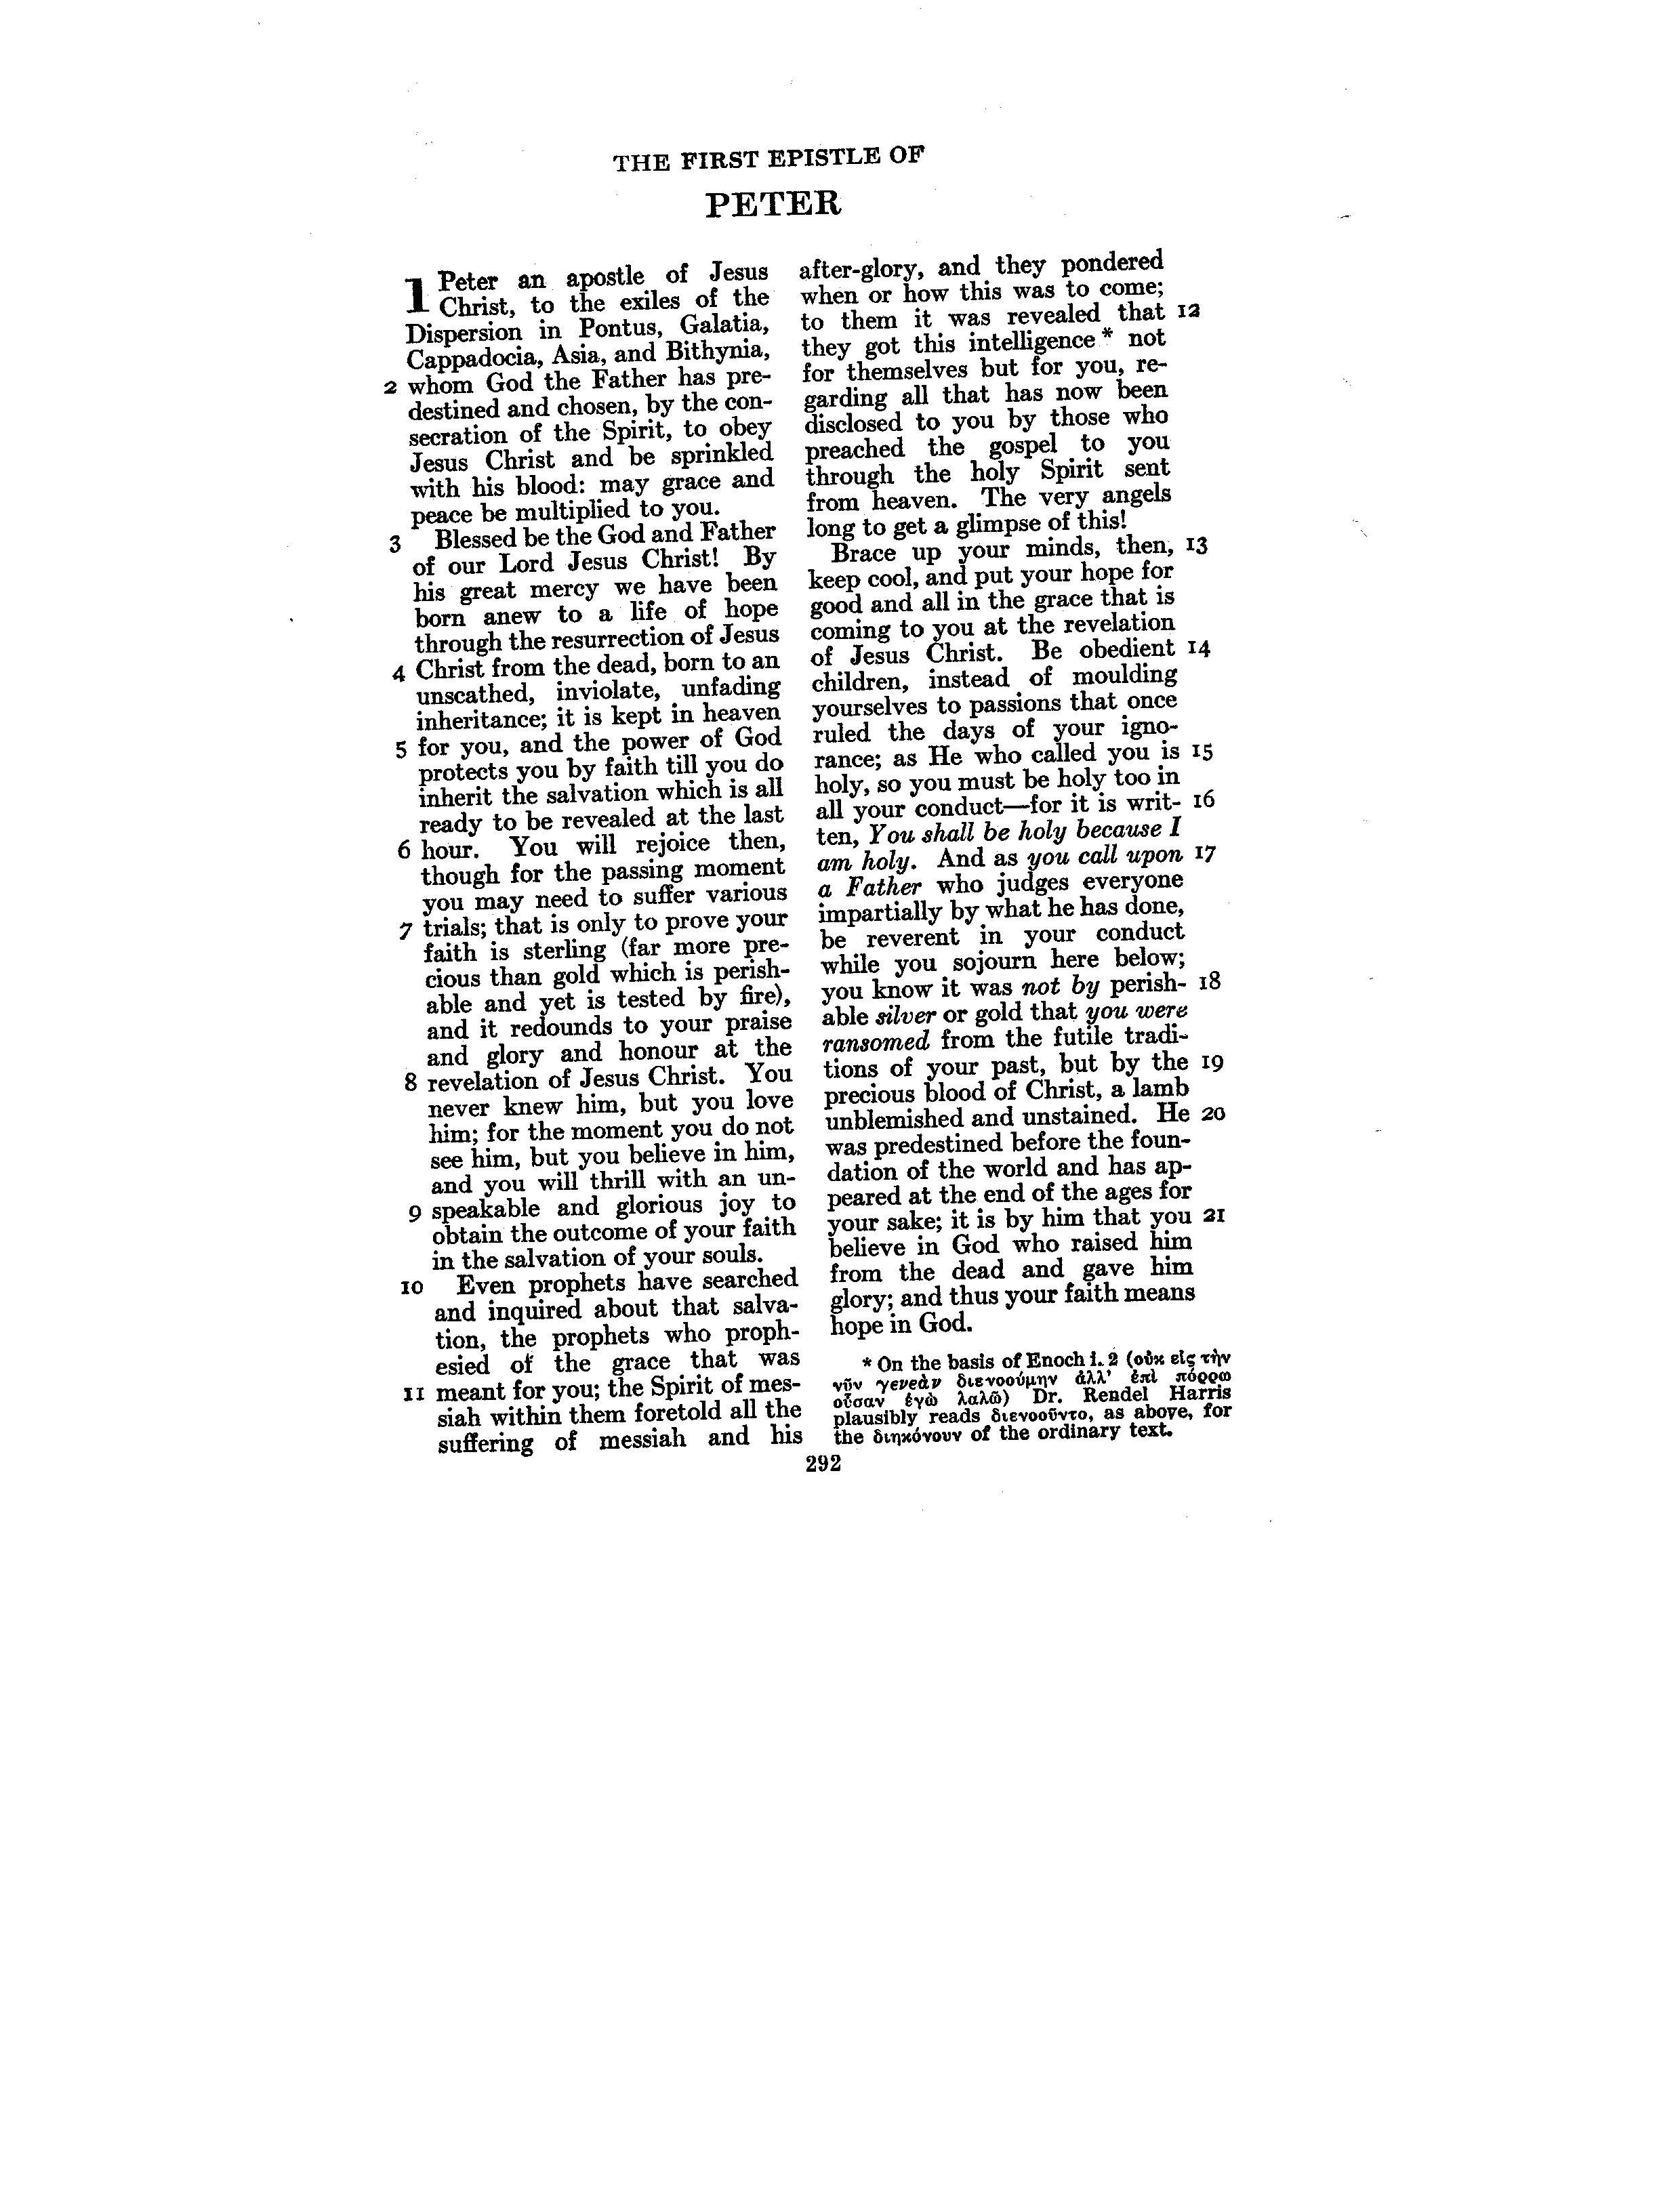 THE FIRST EPISTLE OF
PETER
1 Peter an apostle of Jesus
Christ, to the exiles of the
Dispersion in Pontus, Galatia,
Cappadocia, Asia, and Bithynia,
2 whom God the Father has pre-
destined and chosen, by the con-
secration of the Spirit, to obey
Jesus Christ and be sprinkled
with his blood: may grace and
peace be multiplied to you.
3 Blessed be the God and Father
of our Lord Jesus Christ! By
his great mercy we have been
born anew to a life of hope
through the resurrection of Jesus
4 Christ from the dead, born to an
unscathed, inviolate, unfading
inheritance; it is kept in heaven
5 for you, and the power of God
protects you by faith till you do
inherit the salvation which is all
ready to be revealed at the last
6 hour. You will rejoice then,
though for the passing moment
you may need to suffer various
7 trials; that is only to prove your
faith is sterling (far more pre-
cious than gold which is perish-
able and yet is tested by fire),
and it redounds to your praise
and glory and honour at the
8 revelation of Jesus Christ. You
never knew him, but you love
him; for the moment you do not
see him, but you believe in him,
and you will thrill with an un-
9 speakable and glorious joy to
obtain the outcome of your faith
in the salvation of your souls.
10 Even prophets have searched
and inquired about that salva-
tion, the prophets who proph-
esied of the grace that was
11 meant for you; the Spirit of mes-
siah within them foretold all the
suffering of messiah and his
after-glory, and they pondered
when or how this was to come;
to them it was revealed that 12
they got this intelligence* not
for themselves but for you, re-
garding all that has now been
disclosed to you by those who
preached the gospel to you
through the holy Spirit sent
from heaven. The very angels
long to get a glimpse of this!
Brace up your minds, then, 13
keep cool, and put your hope for
good and all in the grace that is
coming to you at the revelation
of Jesus Christ. Be obedient 14
children, instead of moulding
yourselves to passions that once
ruled the days of your igno-
rance; as He who called you is 15
holy, so you must be holy too in
all your conduct—for it is writ- 16
ten, You shall be holy because I
am holy. And as you call upon 17
a Father who judges everyone
impartially by what he has done,
be reverent in your conduct
while you sojourn here below;
you know it was not by perish- 18
able silver or gold that you were
ransomed from the futile tradi-
tions of your past, but by the 19
precious blood of Christ, a lamb
unblemished and unstained. He 20
was predestined before the foun-
dation of the world and has ap-
peared at the end of the ages for
your sake; it is by him that you 21
believe in God who raised him
from the dead and gave him
glory; and thus your faith means
hope in God.
* On the basis of Enoch i. 2 (οὐκ εἰς τὴν
νῦν γενεὰν διενοούμην ἀλλ' ἐπὶ πόρρω
οὖσαν ἐγὼ λαλῶ) Dr. Rendel Harris
plausibly reads διενοοῦντο, as above, for
the διηκόνουν of the ordinary text.
292